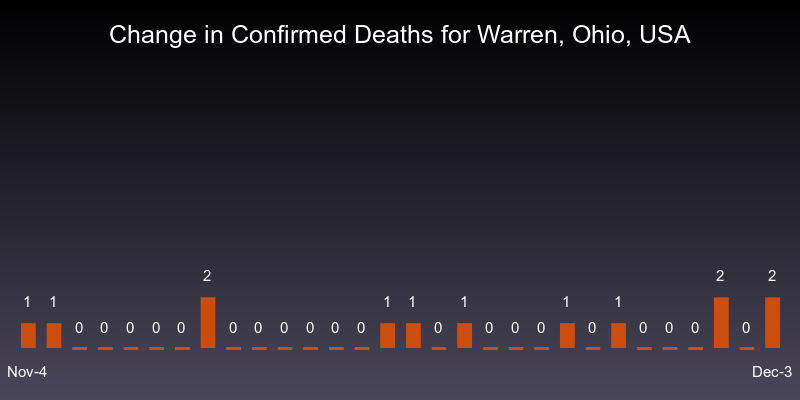 Change in Confirmed Deaths for Warren, Ohio, USA
1 1 0 0 0 0 0 2 0 0 0 0 0 0 1 1 0 1 0 0 0 1 0 1 0 0 0 2 0 2
Nov-4 Dec-3